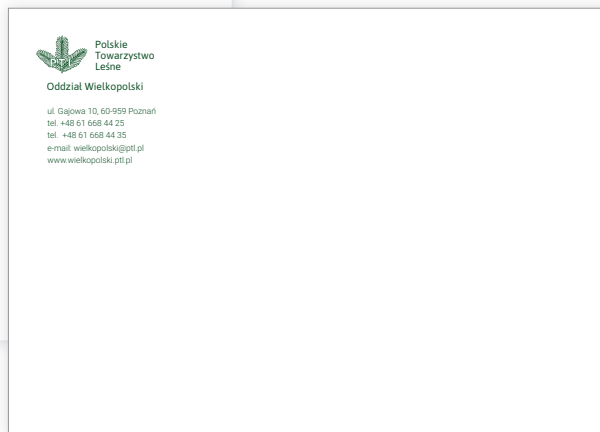 PTL
Polskie
Towarzystwo
Leśne
Oddział Wielkopolski
ul. Gajowa 10, 60-959 Poznań
tel. +48 61 668 44 25
tel. +48 61 668 44 35
e-mail: wielkopolski@ptl.pl
www.wielkopolski.ptl.pl